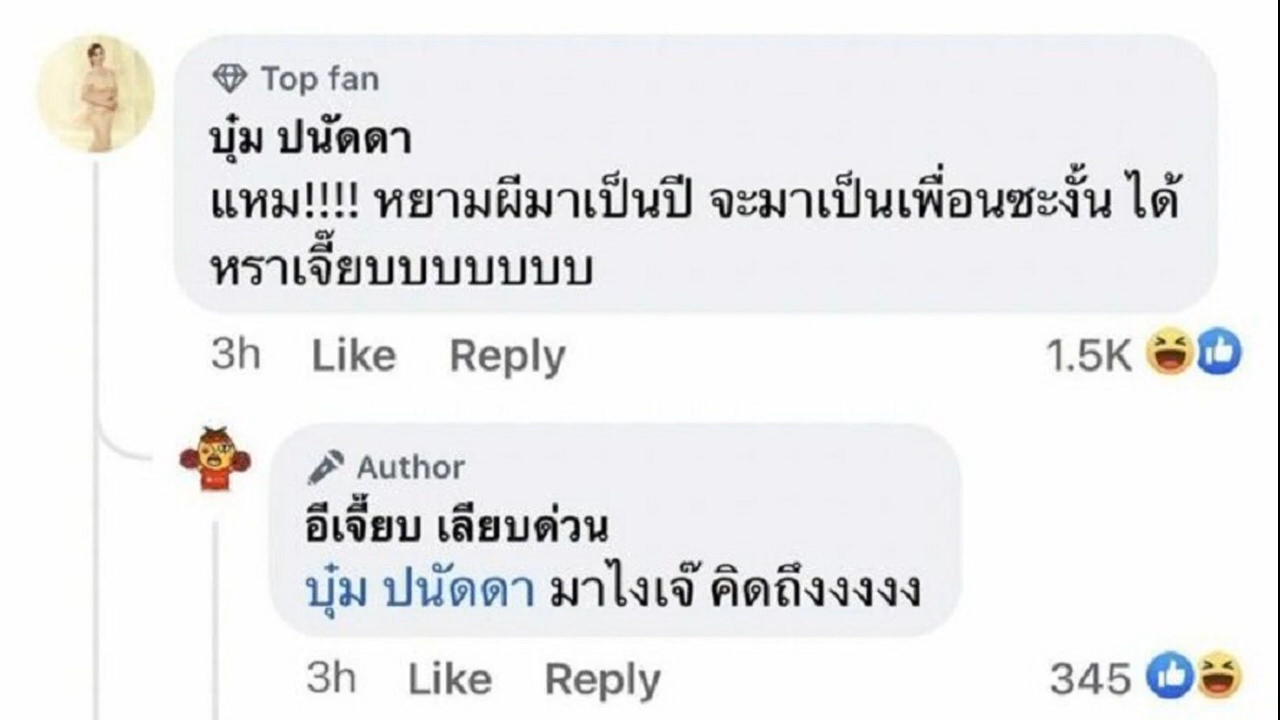 Top fan
บุ๋ม ปนัดดา
แหม!!!! หยามผีมาเป็นปี จะมาเป็นเพื่อนซะงั้น ได้
หราเจี๊ยบบบบบบบ
3h Like Reply 1.5K
Author
อีเจี๊ยบ เลียบด่วน
บุ๋ม ปนัดดา มาไงเจ๊ คิดถึงงงงง
3h Like Reply 345